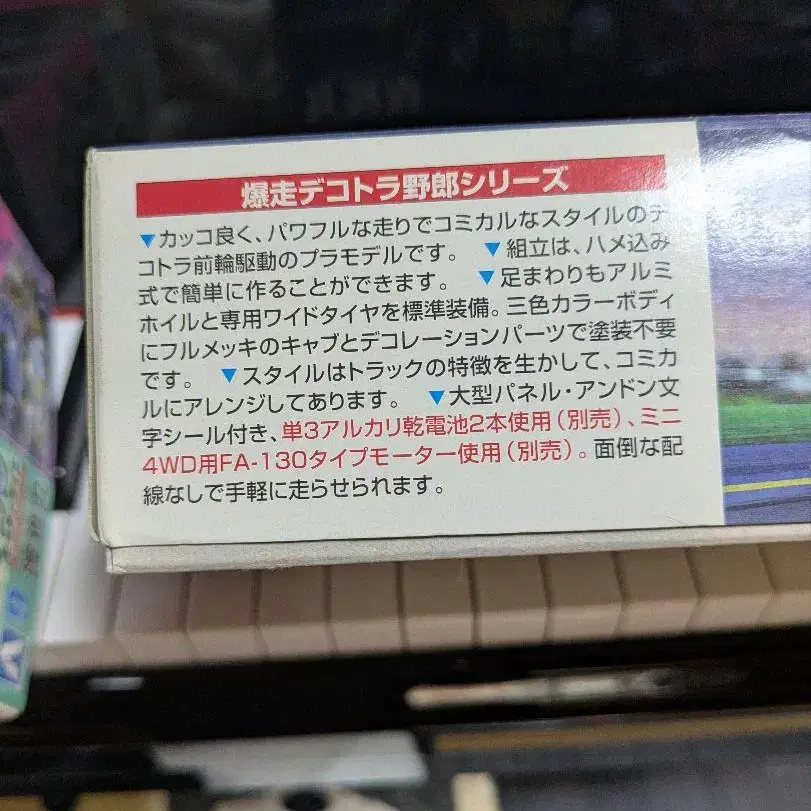 爆走デコトラ野郎シリーズ
▼カッコ良く、パワフルな走りでコミカルなスタイルのデ
コトラ前輪駆動のプラモデルです。 ▼組立は、ハメ込み
式で簡単に作ることができます。 ▼足まわりもアルミ
ホイルと専用ワイドタイヤを標準装備。三色カラーボディ
にフルメッキのキャブとデコレーションパーツで塗装不要
です。 ▼スタイルはトラックの特徴を生かして、コミカ
ルにアレンジしてあります。 ▼大型パネル・アンドン文
字シール付き、単3アルカリ乾電池2本使用(別売)、ミニ
4WD用FA-130タイプモーター使用(別売)。面倒な配
線なしで手軽に走らせられます。